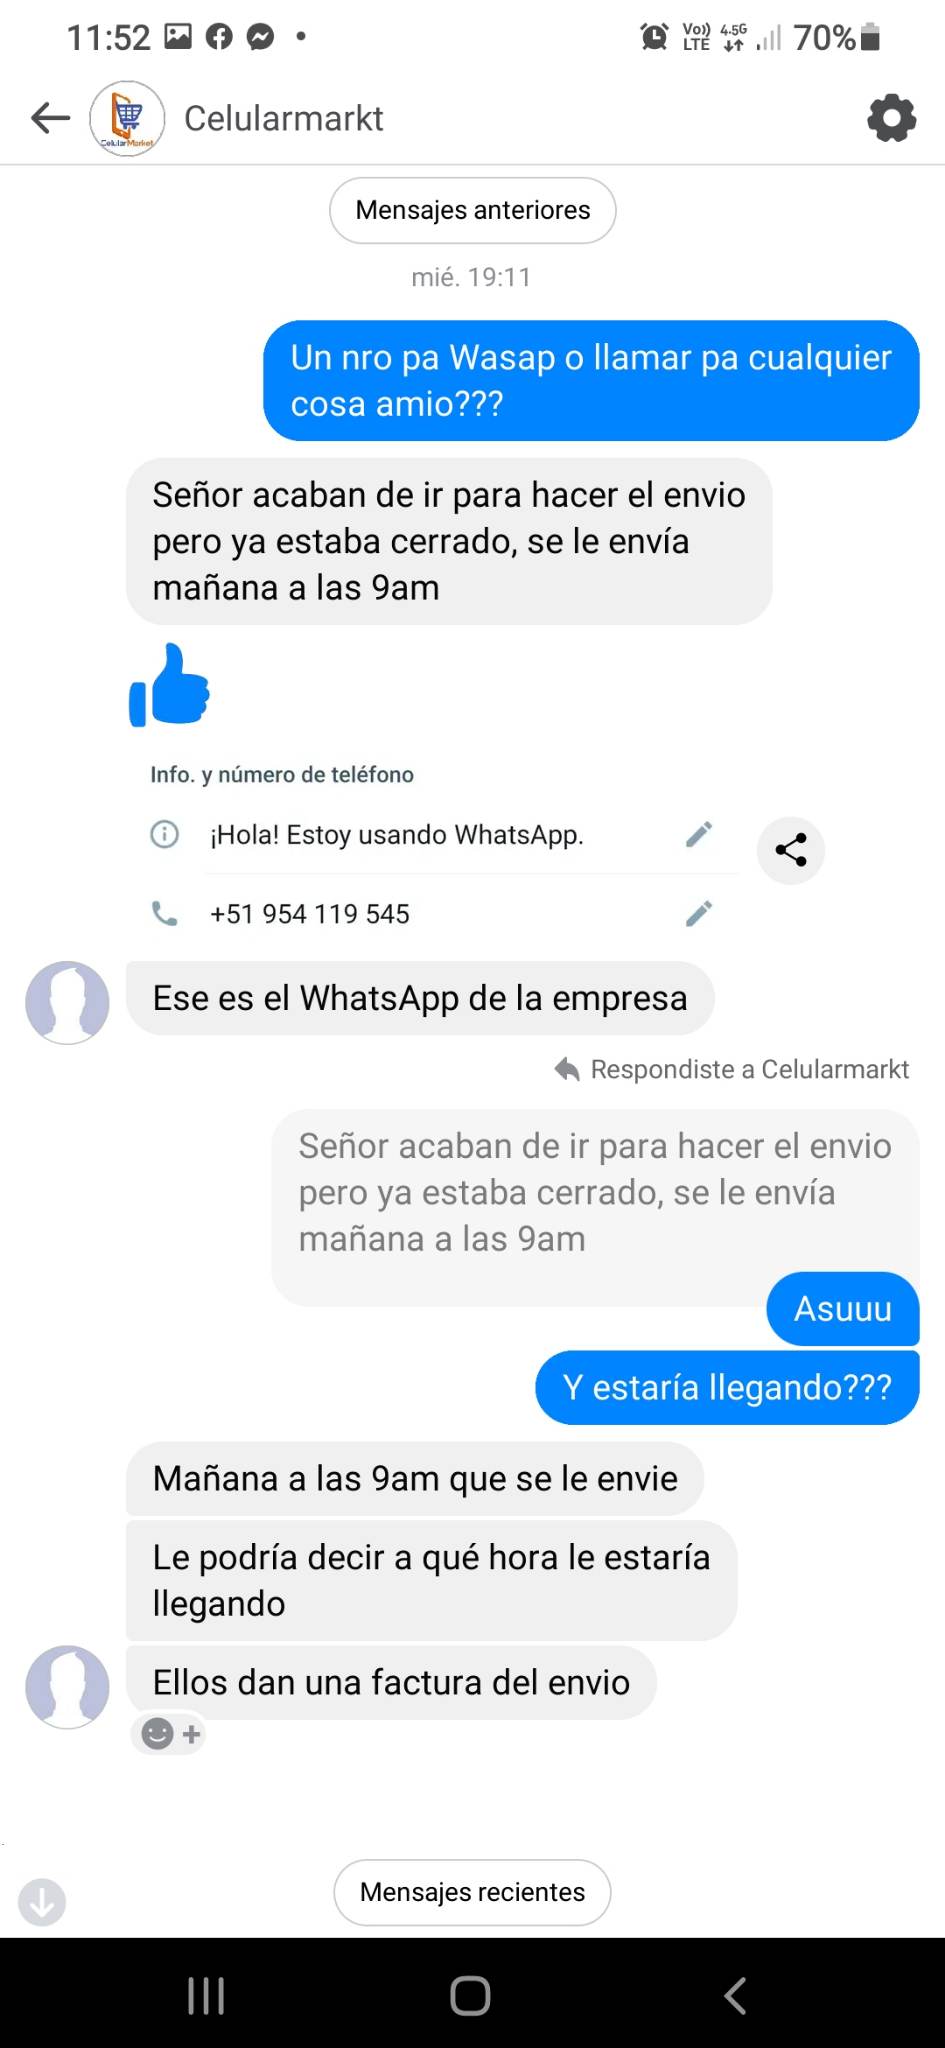 11:52
Vo)) LTE 4.5G 70%
CelularMarket
Celularmarkt
Mensajes anteriores
mié. 19:11
Un nro pa Wasap o llamar pa cualquier
cosa amio???
Señor acaban de ir para hacer el envio
pero ya estaba cerrado, se le envía
mañana a las 9am
Info. y número de teléfono
¡Hola! Estoy usando WhatsApp.
+51 954 119 545
Ese es el WhatsApp de la empresa
Respondiste a Celularmarkt
Señor acaban de ir para hacer el envio
pero ya estaba cerrado, se le envía
mañana a las 9am
Asuuu
Y estaría llegando???
Mañana a las 9am que se le envie
Le podría decir a qué hora le estaría
llegando
Ellos dan una factura del envio
Mensajes recientes